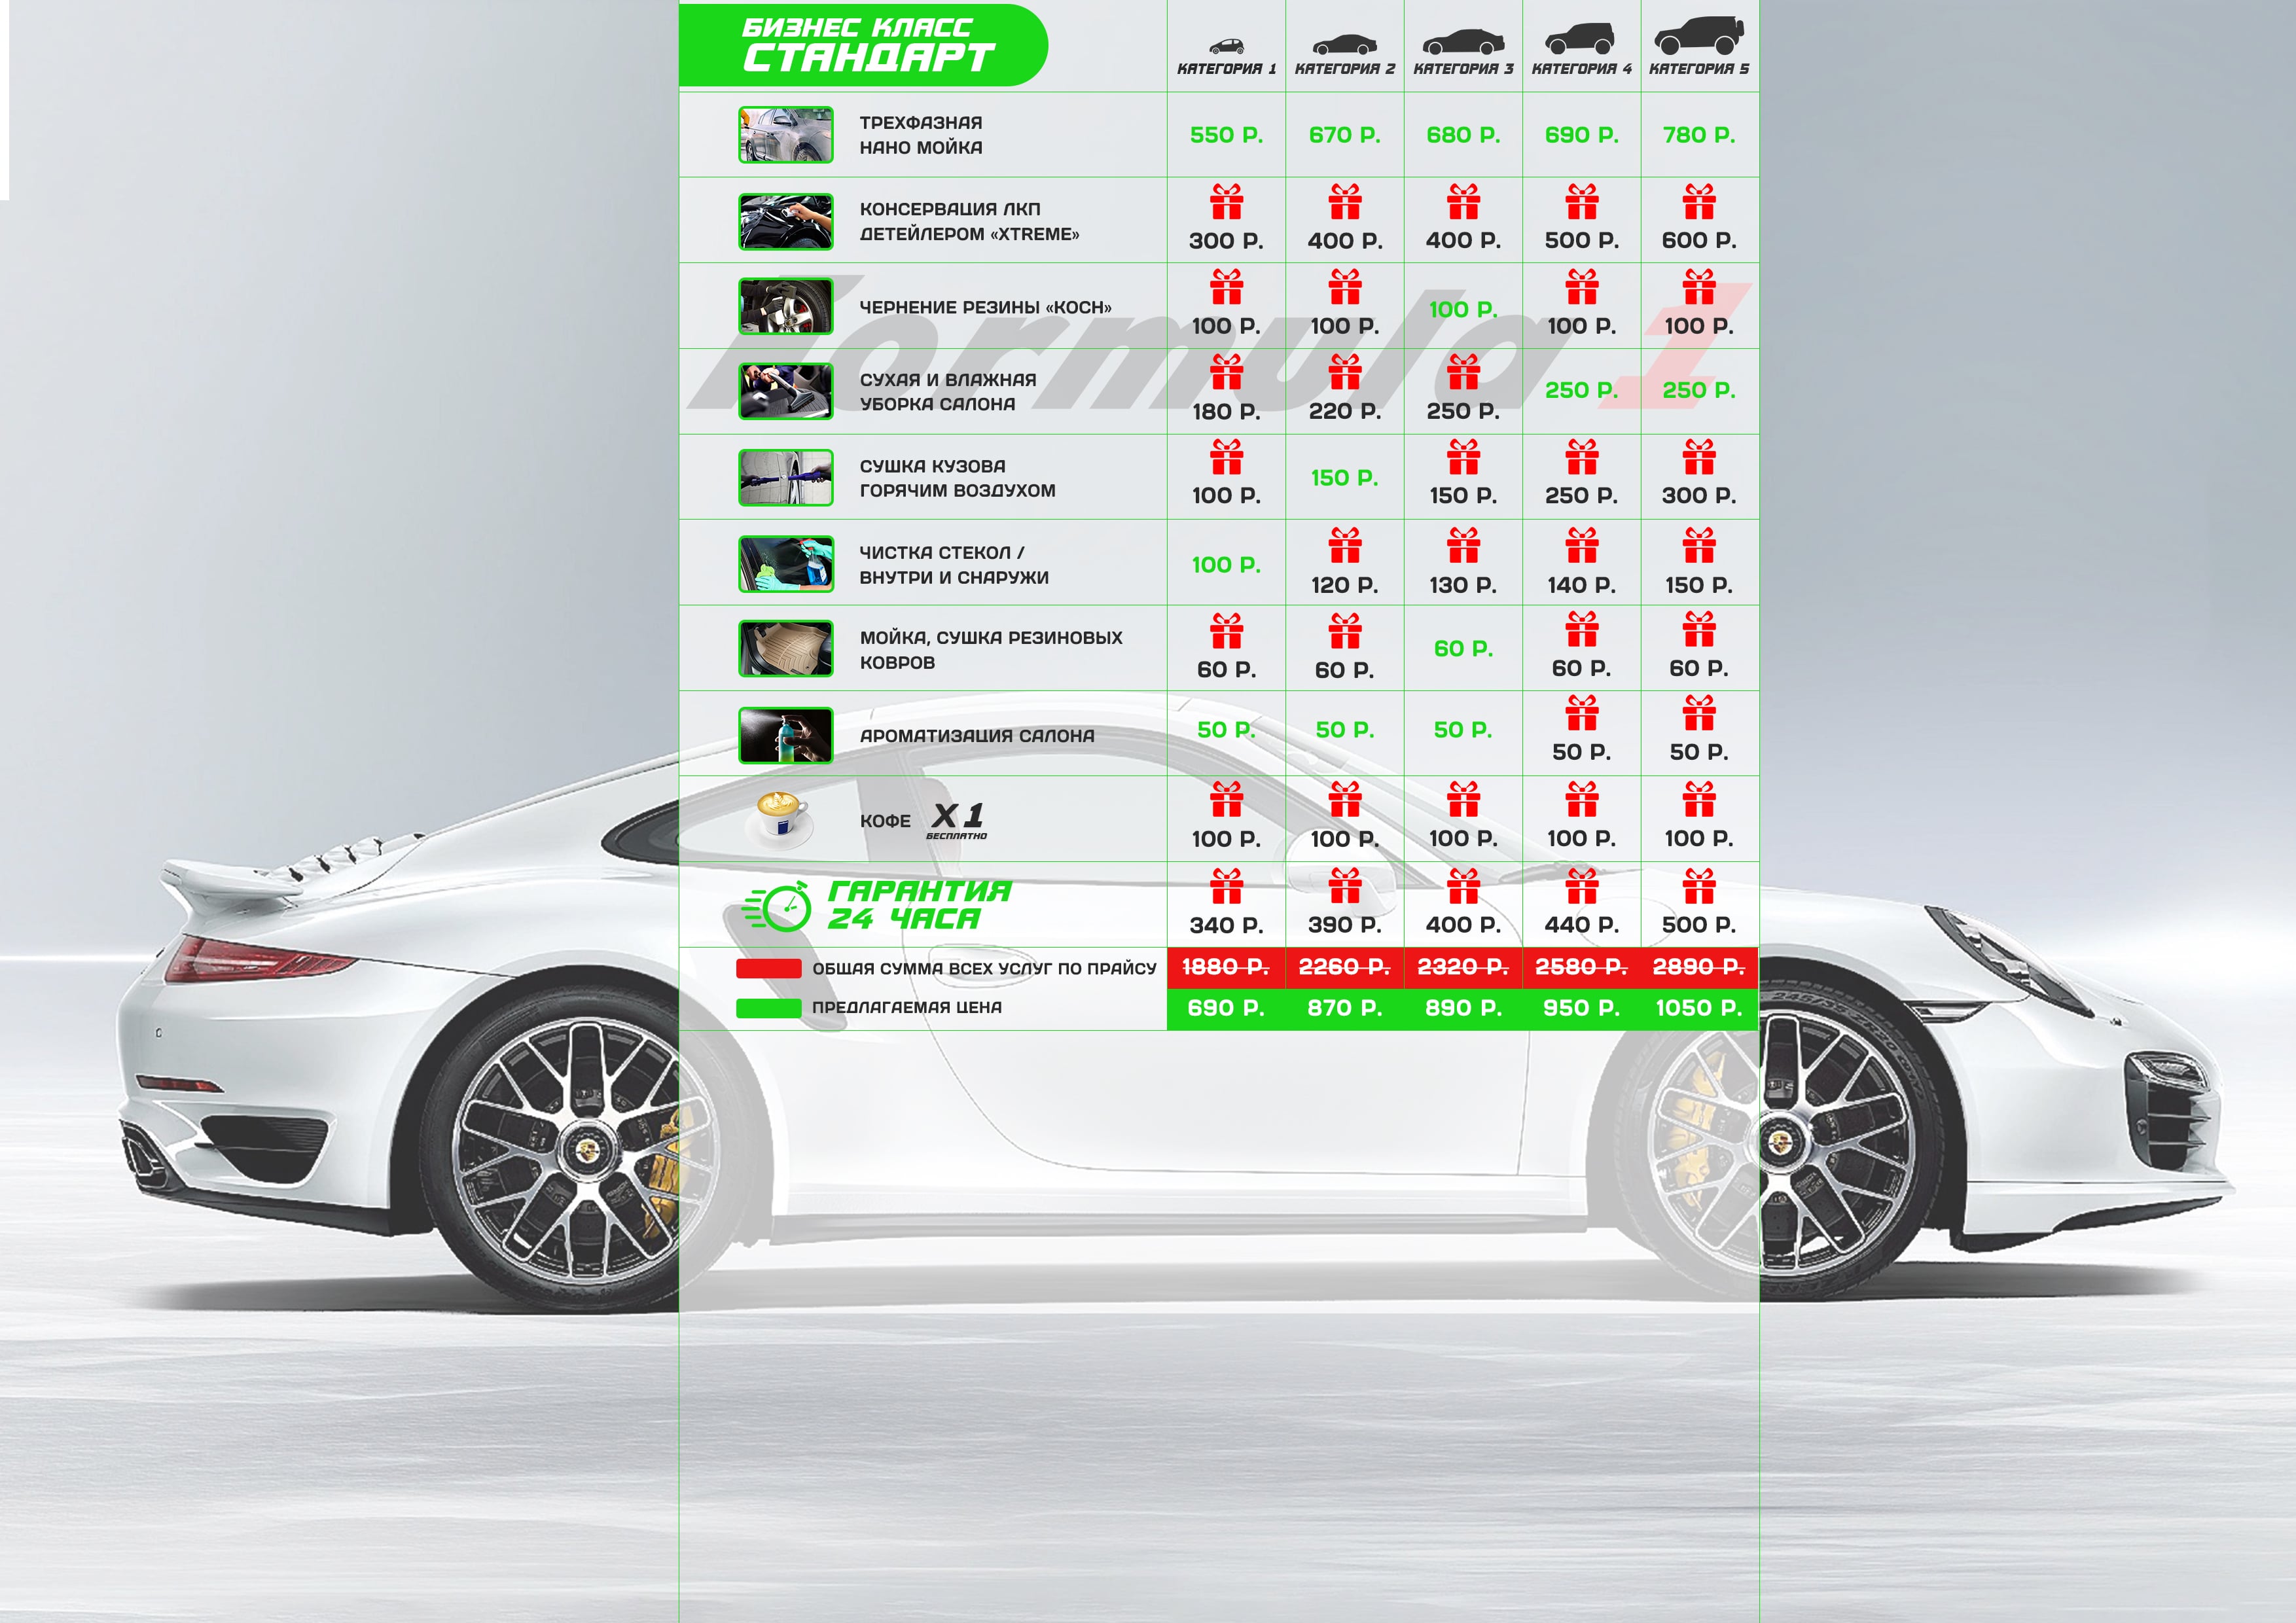 БИЗНЕС КЛАСС
СТАНДАРТ
КАТЕГОРИЯ 1 КАТЕГОРИЯ 2 КАТЕГОРИЯ 3 КАТЕГОРИЯ 4 КАТЕГОРИЯ 5
ТРЕХФАЗНАЯ
НАНО МОЙКА
550 Р. 670 Р. 680 Р. 690 Р. 780 Р.
КОНСЕРВАЦИЯ ЛКП
ДЕТЕЙЛЕРОМ «XTREME»
300 Р. 400 Р. 400 Р. 500 Р. 600 Р.
Formula 1
ЧЕРНЕНИЕ РЕЗИНЫ «КОСН»
100 Р. 100 Р. 100 Р. 100 Р. 100 Р.
СУХАЯ И ВЛАЖНАЯ
УБОРКА САЛОНА
180 Р. 220 Р. 250 Р. 250 Р. 250 Р.
СУШКА КУЗОВА
ГОРЯЧИМ ВОЗДУХОМ
100 Р. 150 Р. 150 Р. 250 Р. 300 Р.
ЧИСТКА СТЕКОЛ /
ВНУТРИ И СНАРУЖИ
100 Р. 120 Р. 130 Р. 140 Р. 150 Р.
МОЙКА, СУШКА РЕЗИНОВЫХ
КОВРОВ
60 Р. 60 Р. 60 Р. 60 Р. 60 Р.
АРОМАТИЗАЦИЯ САЛОНА
50 Р. 50 Р. 50 Р. 50 Р. 50 Р.
КОФЕ X 1
БЕСПЛАТНО
100 Р. 100 Р. 100 Р. 100 Р. 100 Р.
ГАРАНТИЯ
24 ЧАСА
340 Р. 390 Р. 400 Р. 440 Р. 500 Р.
ОБЩАЯ СУММА ВСЕХ УСЛУГ ПО ПРАЙСУ 1880 Р. 2260 Р. 2320 Р. 2580 Р. 2890 Р.
ПРЕДЛАГАЕМАЯ ЦЕНА 690 Р. 870 Р. 890 Р. 950 Р. 1050 Р.